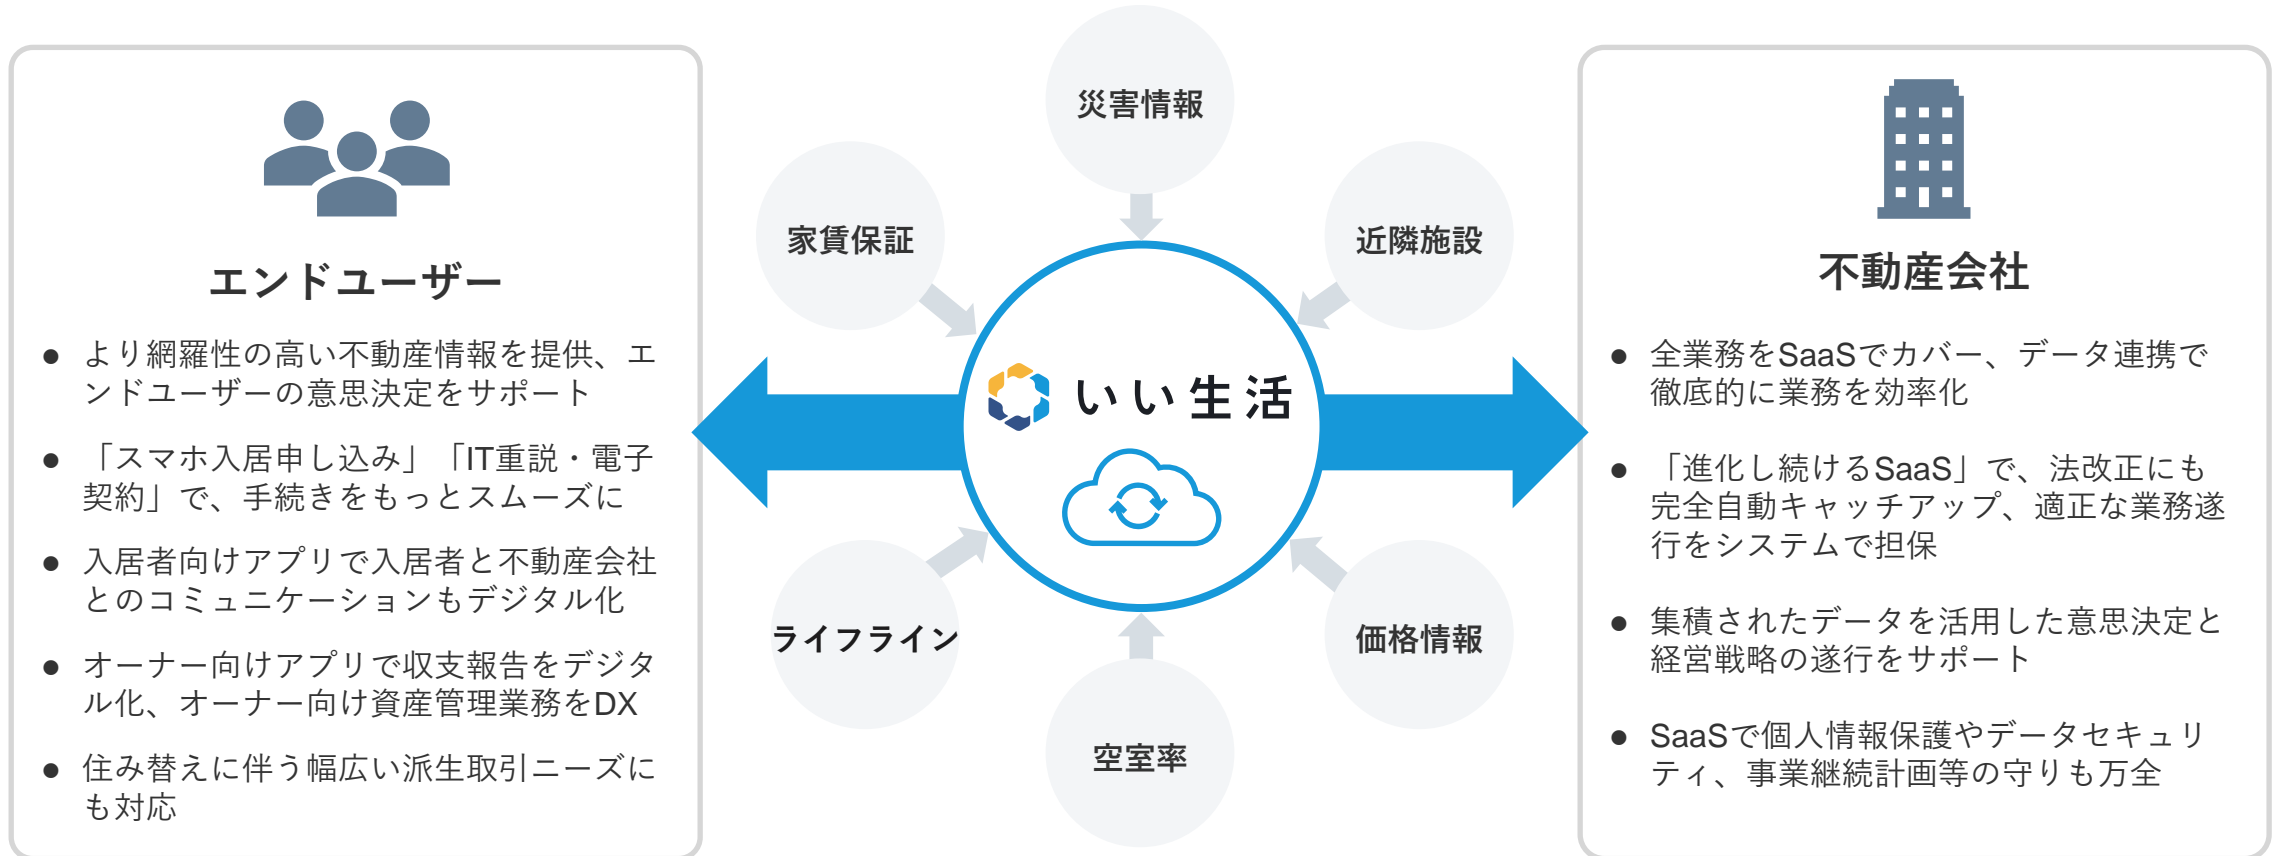 エンドユーザー
● より網羅性の高い不動産情報を提供、エ
ンドユーザーの意思決定をサポート
● 「スマホ入居申し込み」「IT重説・電子
契約」で、手続きをもっとスムーズに
● 入居者向けアプリで入居者と不動産会社
とのコミュニケーションもデジタル化
● オーナー向けアプリで収支報告をデジタ
ル化、オーナー向け資産管理業務をDX
● 住み替えに伴う幅広い派生取引ニーズに
も対応
災害情報
家賃保証
近隣施設
いい生活
ライフライン
価格情報
空室率
不動産会社
● 全業務をSaaSでカバー、データ連携で
徹底的に業務を効率化
● 「進化し続けるSaaS」で、法改正にも
完全自動キャッチアップ、適正な業務遂
行をシステムで担保
● 集積されたデータを活用した意思決定と
経営戦略の遂行をサポート
● SaaSで個人情報保護やデータセキュリ
ティ、事業継続計画等の守りも万全